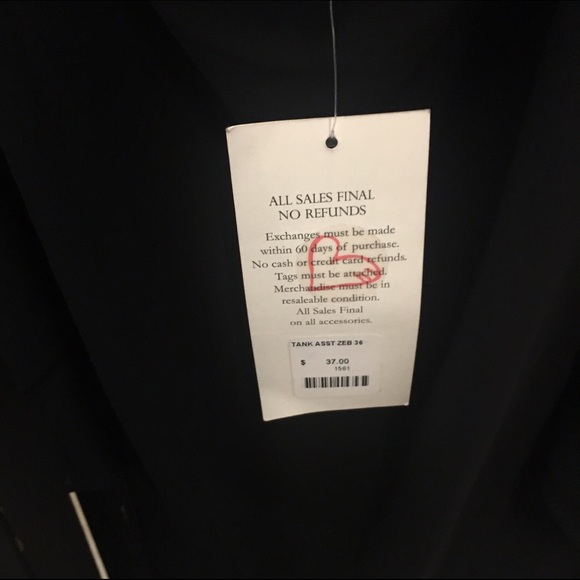 ALL SALES FINAL
NO REFUNDS
Exchanges must be made
within 60 days of purchase.
No cash or credit card refunds.
Tags must be attached.
Merchandise must be in
resaleable condition.
All Sales Final
on all accessories.
TANK ASST ZEB 36
$ 37.00
1561